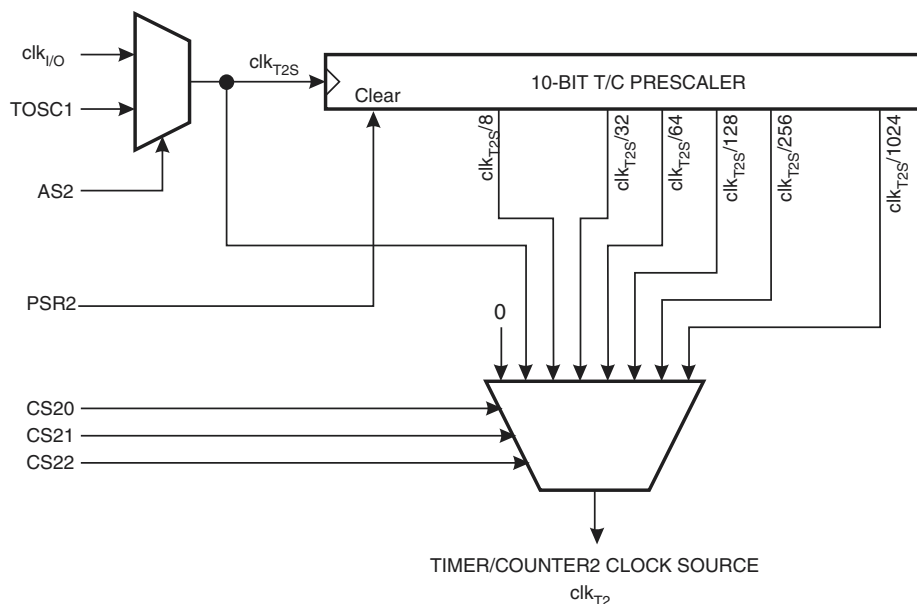 clkI/O
clkT2S
10-BIT T/C PRESCALER
TOSC1
Clear
clkT2S/8
clkT2S/32
clkT2S/64
clkT2S/128
clkT2S/256
clkT2S/1024
AS2
PSR2
0
CS20
CS21
CS22
TIMER/COUNTER2 CLOCK SOURCE
clkT2